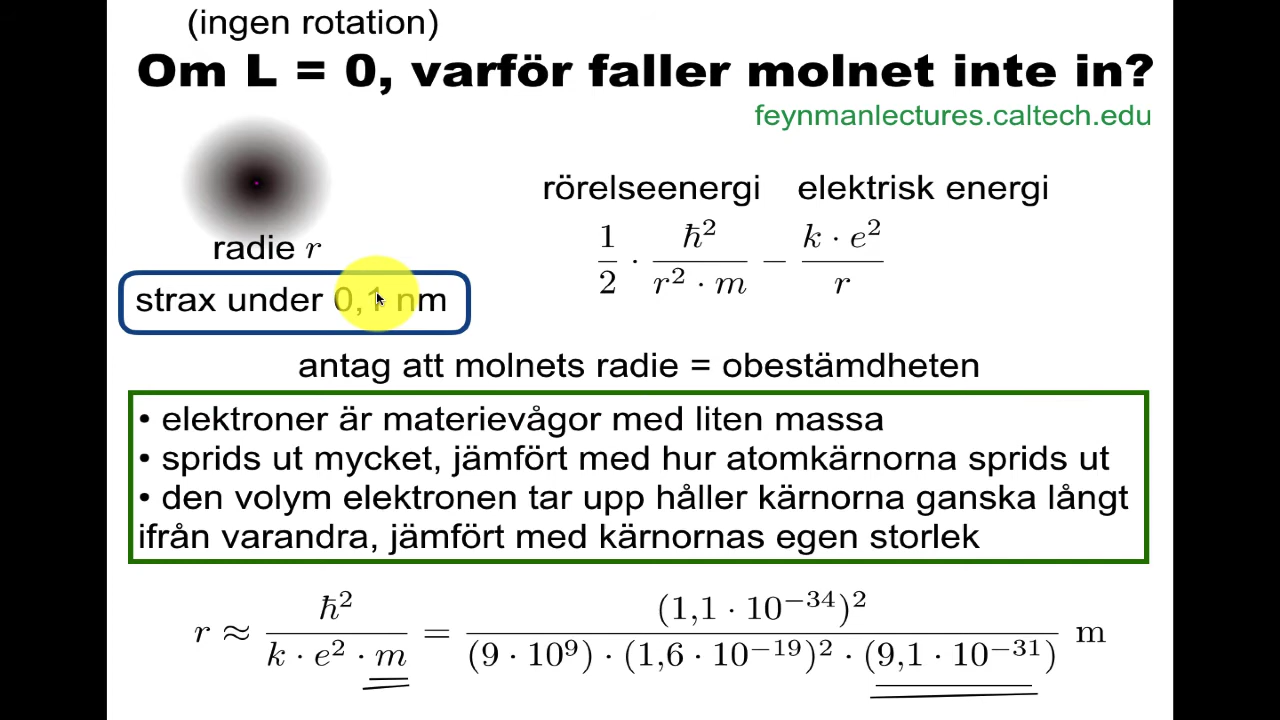 (ingen rotation)
Om L = 0, varför faller molnet inte in?
feynmanlectures.caltech.edu
rörelseenergi elektrisk energi
1/2 · ℏ²/(r² · m) − (k · e²)/r
radie r
strax under 0,1 nm
antag att molnets radie = obestämdheten
• elektroner är materievågor med liten massa
• sprids ut mycket, jämfört med hur atomkärnorna sprids ut
• den volym elektronen tar upp håller kärnorna ganska långt
ifrån varandra, jämfört med kärnornas egen storlek
r ≈ ℏ²/(k · e² · m) = (1,1 · 10⁻³⁴)²/((9 · 10⁹) · (1,6 · 10⁻¹⁹)² · (9,1 · 10⁻³¹)) m